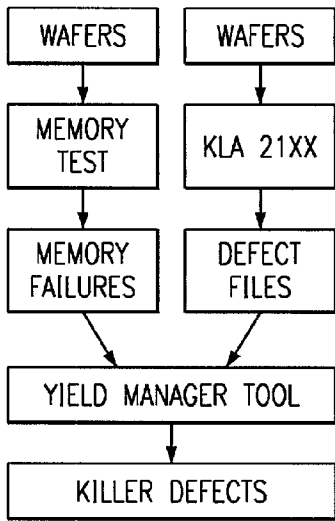 WAFERS
WAFERS
MEMORY
TEST
KLA 21XX
MEMORY
FAILURES
DEFECT
FILES
YIELD MANAGER TOOL
KILLER DEFECTS